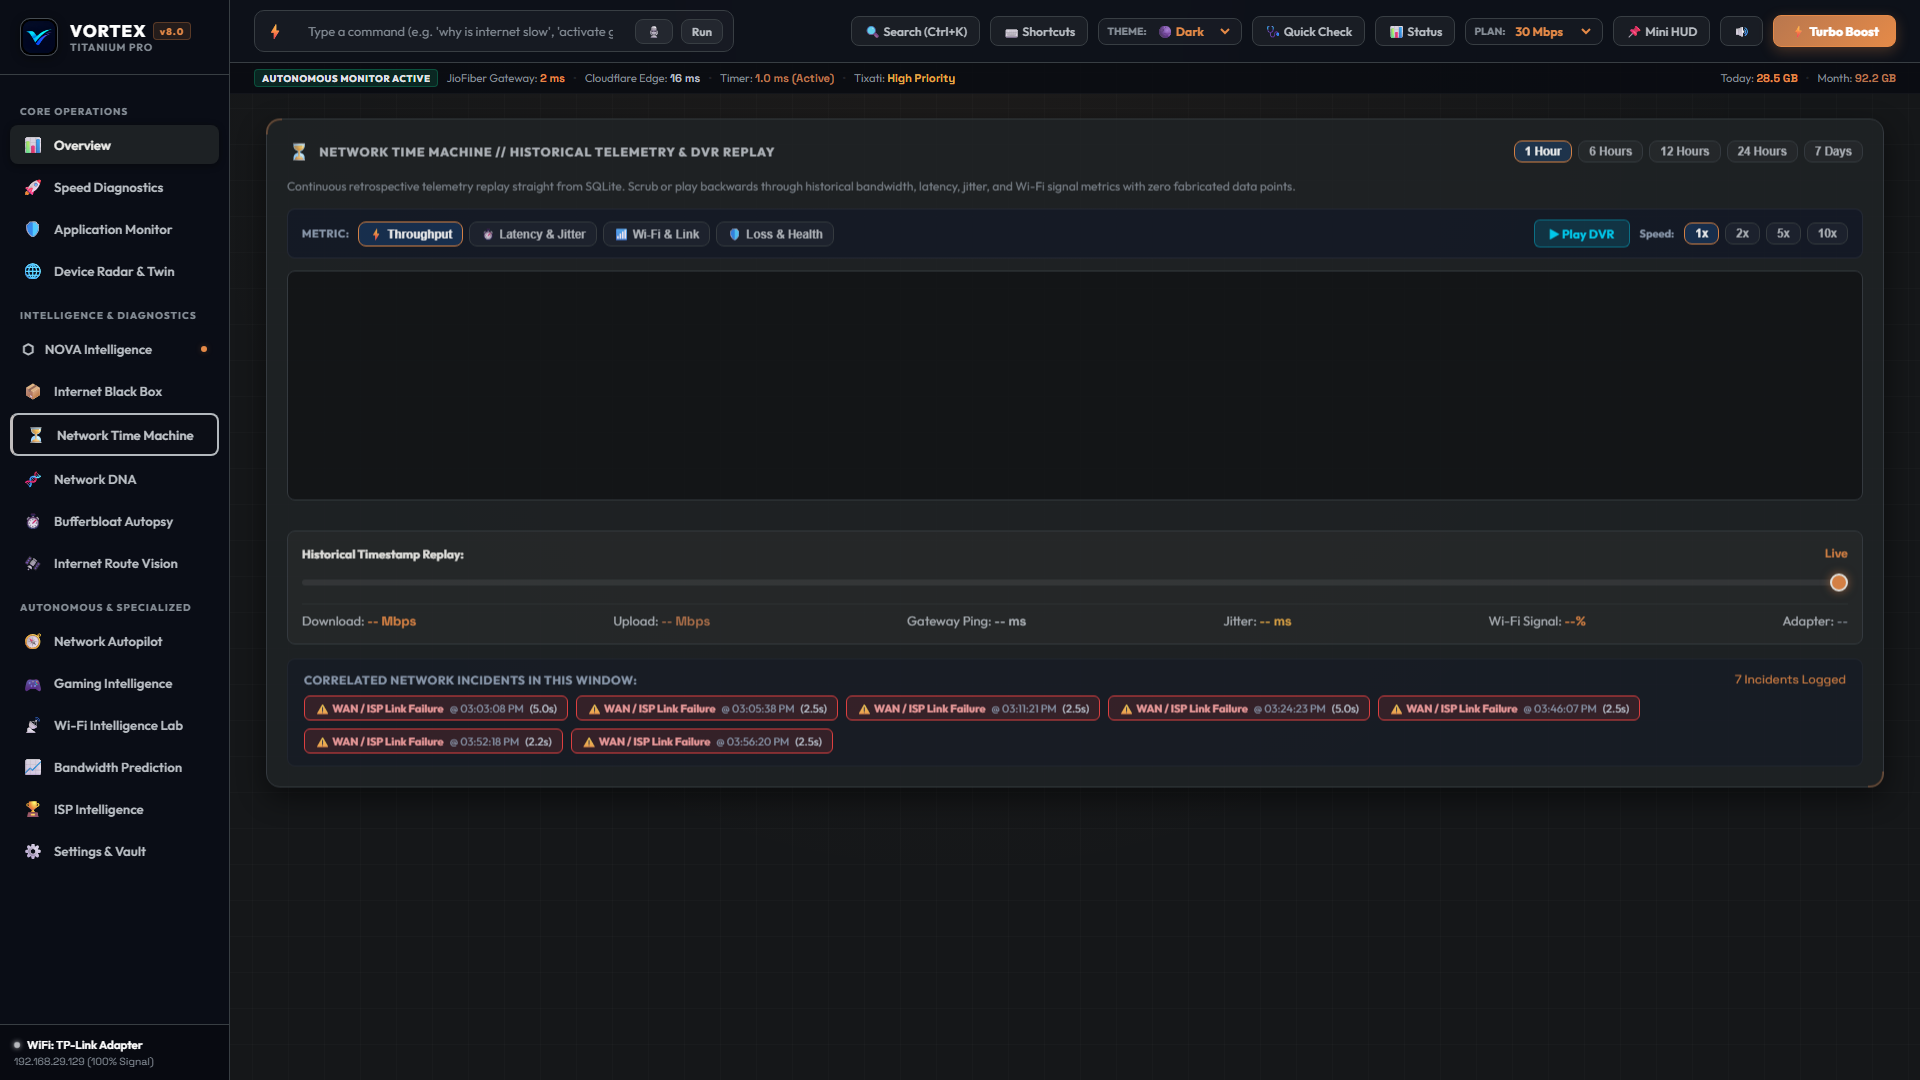 VORTEX v8.0
TITANIUM PRO
CORE OPERATIONS
Overview
Speed Diagnostics
Application Monitor
Device Radar & Twin
INTELLIGENCE & DIAGNOSTICS
NOVA Intelligence
Internet Black Box
Network Time Machine
Network DNA
Bufferbloat Autopsy
Internet Route Vision
AUTONOMOUS & SPECIALIZED
Network Autopilot
Gaming Intelligence
Wi-Fi Intelligence Lab
Bandwidth Prediction
ISP Intelligence
Settings & Vault
WiFi: TP-Link Adapter
192.168.29.129 (100% Signal)
Type a command (e.g. 'why is internet slow', 'activate g Run Search (Ctrl+K) Shortcuts THEME: Dark Quick Check Status PLAN: 30 Mbps Mini HUD Turbo Boost
AUTONOMOUS MONITOR ACTIVE JioFiber Gateway: 2 ms · Cloudflare Edge: 16 ms · Timer: 1.0 ms (Active) · Tixati: High Priority Today: 28.5 GB · Month: 92.2 GB
NETWORK TIME MACHINE // HISTORICAL TELEMETRY & DVR REPLAY 1 Hour 6 Hours 12 Hours 24 Hours 7 Days
Continuous retrospective telemetry replay straight from SQLite. Scrub or play backwards through historical bandwidth, latency, jitter, and Wi-Fi signal metrics with zero fabricated data points.
METRIC: Throughput Latency & Jitter Wi-Fi & Link Loss & Health ▶ Play DVR Speed: 1x 2x 5x 10x
Historical Timestamp Replay: Live
Download: -- Mbps Upload: -- Mbps Gateway Ping: -- ms Jitter: -- ms Wi-Fi Signal: --% Adapter: --
CORRELATED NETWORK INCIDENTS IN THIS WINDOW: 7 Incidents Logged
WAN / ISP Link Failure @ 03:03:08 PM (5.0s) WAN / ISP Link Failure @ 03:05:38 PM (2.5s) WAN / ISP Link Failure @ 03:11:21 PM (2.5s) WAN / ISP Link Failure @ 03:24:23 PM (5.0s) WAN / ISP Link Failure @ 03:46:07 PM (2.5s)
WAN / ISP Link Failure @ 03:52:18 PM (2.2s) WAN / ISP Link Failure @ 03:56:20 PM (2.5s)